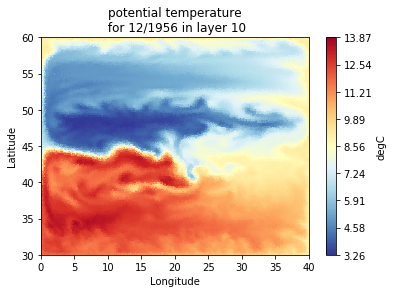 potential temperature
for 12/1956 in layer 10
60
55
50
45
40
35
30
Latitude
0 5 10 15 20 25 30 35 40
Longitude
13.87
12.54
11.21
9.89
8.56
7.24
5.91
4.58
3.26
degC